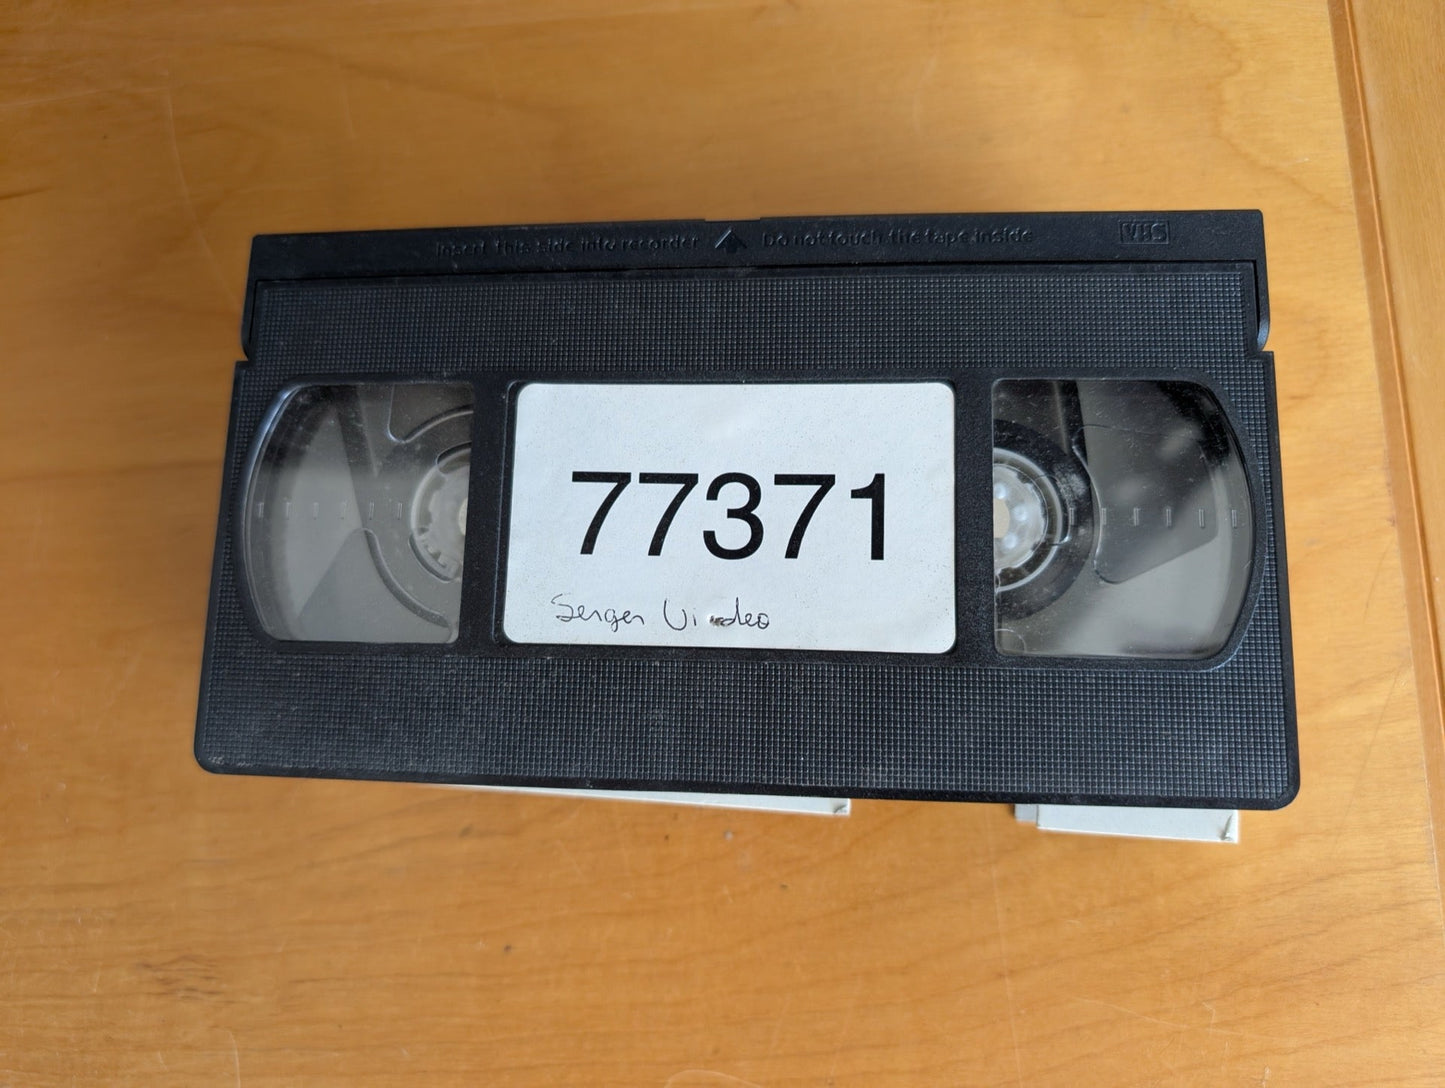 Insert this side into recorder Do not touch the tape inside VHS
77371
Serger Video